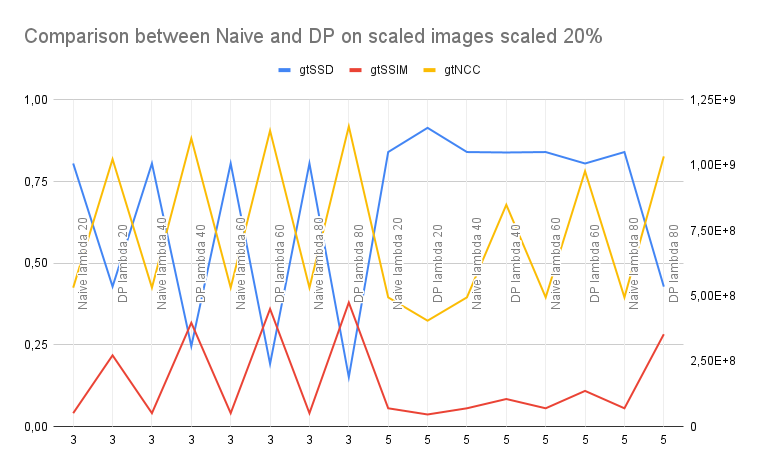 Comparison between Naive and DP on scaled images scaled 20%
gtSSD gtSSIM gtNCC
1,00
0,75
0,50
0,25
0,00
1,25E+9
1,00E+9
7,50E+8
5,00E+8
2,50E+8
0
Naive lambda 20
DP lambda 20
Naive lambda 40
DP lambda 40
Naive lambda 60
DP lambda 60
Naive lambda 80
DP lambda 80
Naive lambda 20
DP lambda 20
Naive lambda 40
DP lambda 40
Naive lambda 60
DP lambda 60
Naive lambda 80
DP lambda 80
3 3 3 3 3 3 3 3 5 5 5 5 5 5 5 5